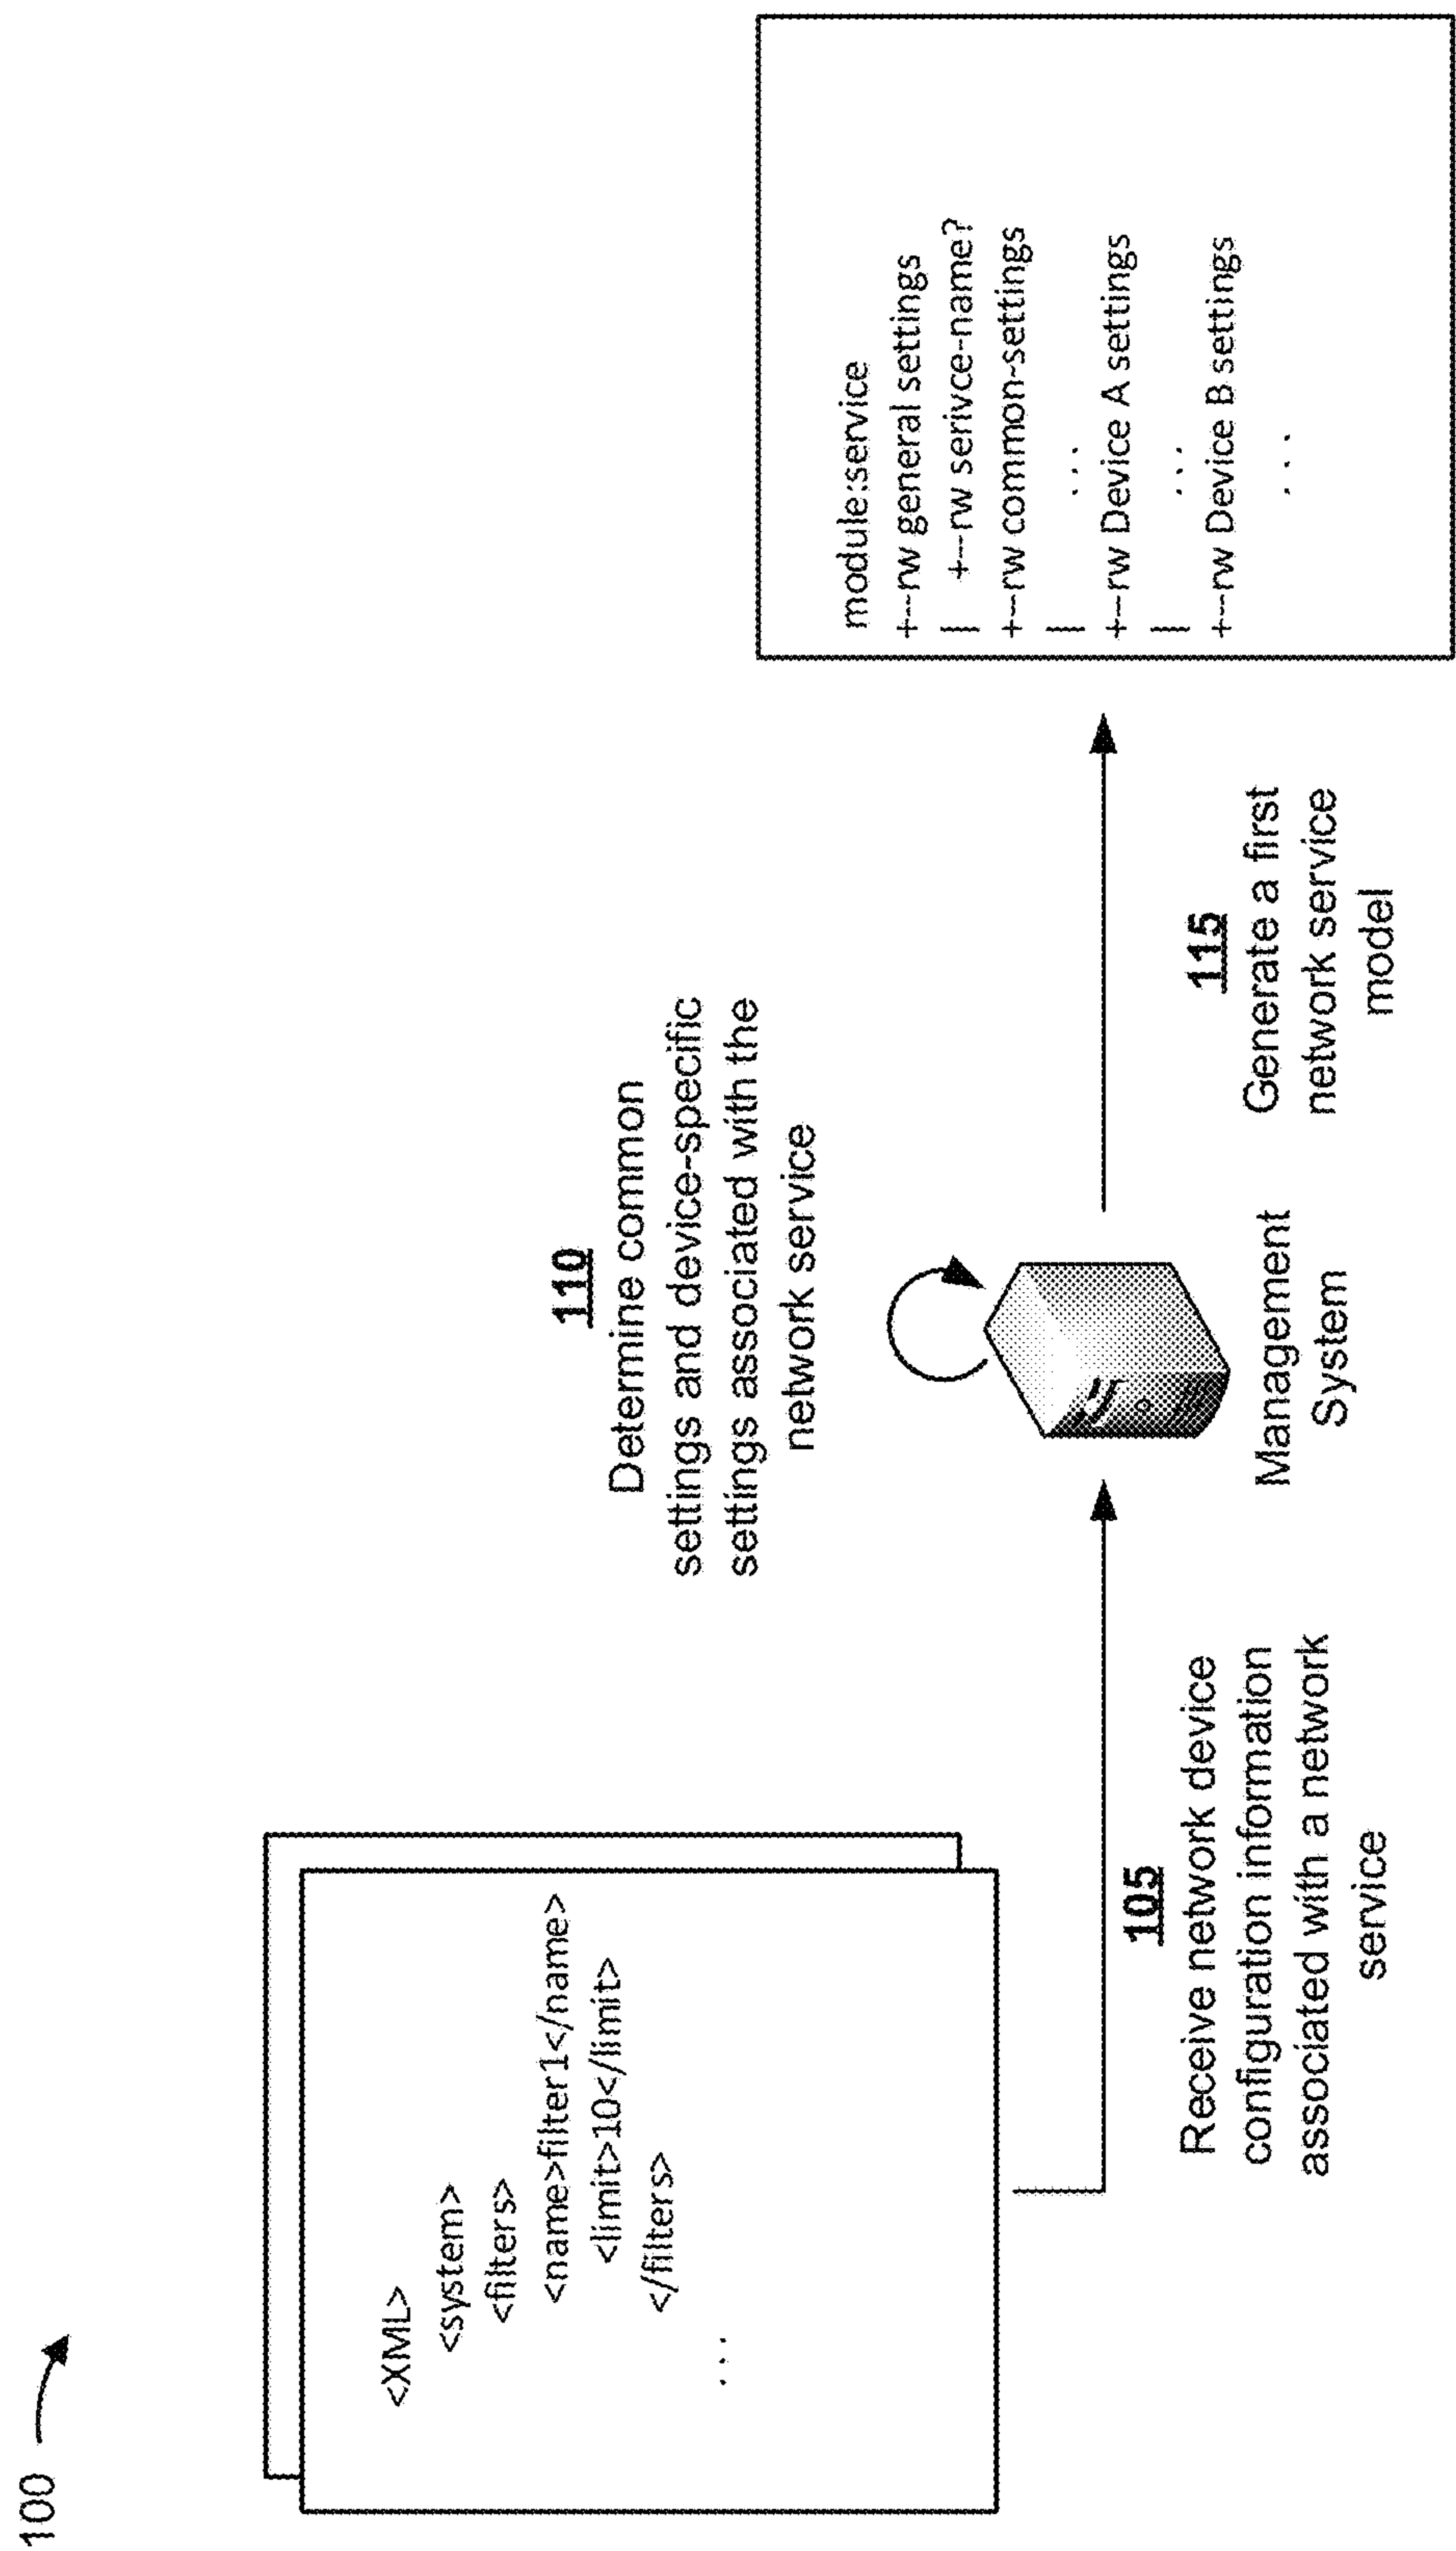 100
<XML>
<system>
<filters>
<name>filter1</name>
<limit>10</limit>
</filters>
...
105
Receive network device
configuration information
associated with a network
service
110
Determine common
settings and device-specific
settings associated with the
network service
Management
System
115
Generate a first
network service
model
module:service
+--rw general settings
| +--rw serivce-name?
+--rw common-settings
| ...
+--rw Device A settings
| ...
+--rw Device B settings
...